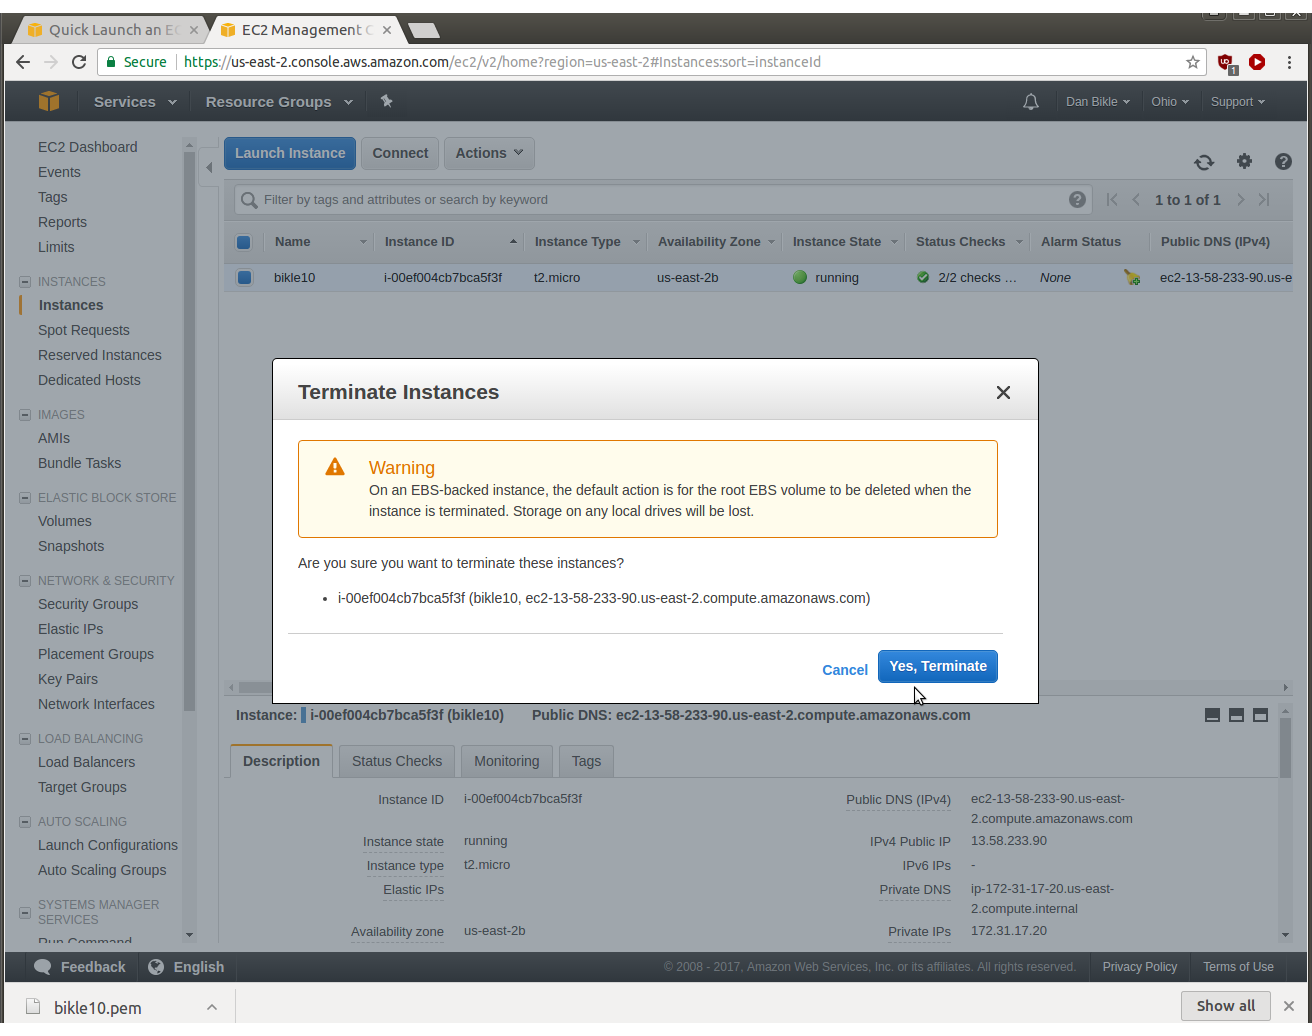 Quick Launch an EC
EC2 Management C
Secure
https://us-east-2.console.aws.amazon.com/ec2/v2/home?region=us-east-2#Instances:sort=instanceId
1
Services
Resource Groups
Dan Bikle
Ohio
Support
EC2 Dashboard
Events
Tags
Reports
Limits
INSTANCES
Instances
Spot Requests
Reserved Instances
Dedicated Hosts
IMAGES
AMIs
Bundle Tasks
ELASTIC BLOCK STORE
Volumes
Snapshots
NETWORK & SECURITY
Security Groups
Elastic IPs
Placement Groups
Key Pairs
Network Interfaces
LOAD BALANCING
Load Balancers
Target Groups
AUTO SCALING
Launch Configurations
Auto Scaling Groups
SYSTEMS MANAGER
SERVICES
Run Command
Launch Instance
Connect
Actions
Filter by tags and attributes or search by keyword
1 to 1 of 1
Name Instance ID Instance Type Availability Zone Instance State Status Checks Alarm Status Public DNS (IPv4)
bikle10 i-00ef004cb7bca5f3f t2.micro us-east-2b running 2/2 checks ... None ec2-13-58-233-90.us-e
Terminate Instances
Warning
On an EBS-backed instance, the default action is for the root EBS volume to be deleted when the
instance is terminated. Storage on any local drives will be lost.
Are you sure you want to terminate these instances?
• i-00ef004cb7bca5f3f (bikle10, ec2-13-58-233-90.us-east-2.compute.amazonaws.com)
Cancel
Yes, Terminate
Instance: i-00ef004cb7bca5f3f (bikle10) Public DNS: ec2-13-58-233-90.us-east-2.compute.amazonaws.com
Description
Status Checks
Monitoring
Tags
Instance ID i-00ef004cb7bca5f3f
Instance state running
Instance type t2.micro
Elastic IPs
Availability zone us-east-2b
Public DNS (IPv4) ec2-13-58-233-90.us-east-
2.compute.amazonaws.com
IPv4 Public IP 13.58.233.90
IPv6 IPs -
Private DNS ip-172-31-17-20.us-east-
2.compute.internal
Private IPs 172.31.17.20
Feedback
English
© 2008 - 2017, Amazon Web Services, Inc. or its affiliates. All rights reserved.
Privacy Policy
Terms of Use
bikle10.pem
Show all